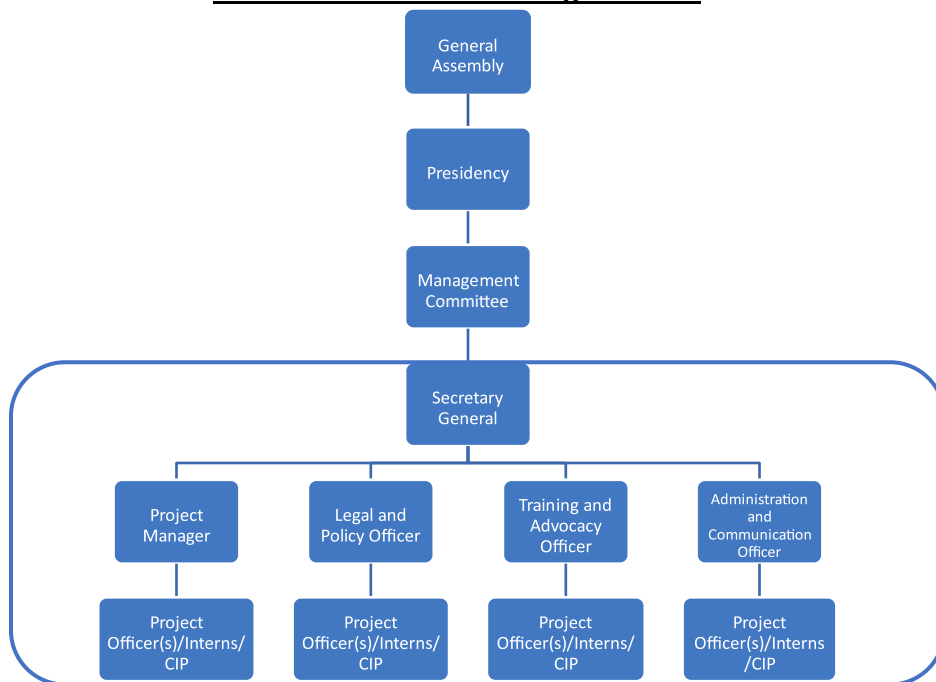 General
Assembly
Presidency
Management
Committee
Secretary
General
Project
Manager
Legal and
Policy Officer
Training and
Advocacy
Officer
Administration
and
Communication
Officer
Project
Officer(s)/Interns/
CIP
Project
Officer(s)/Interns/
CIP
Project
Officer(s)/Interns/
CIP
Project
Officer(s)/Interns
/CIP